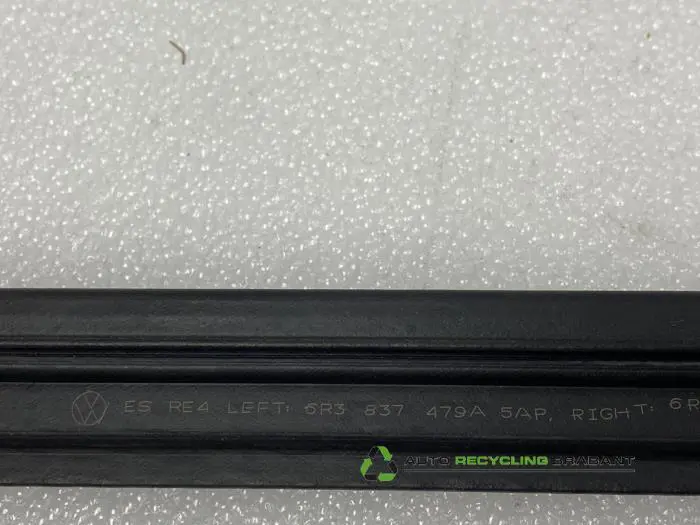 ES RE4 LEFT: 6R3 837 479A 5AP, RIGHT: 6R
AUTO RECYCLING BRABANT